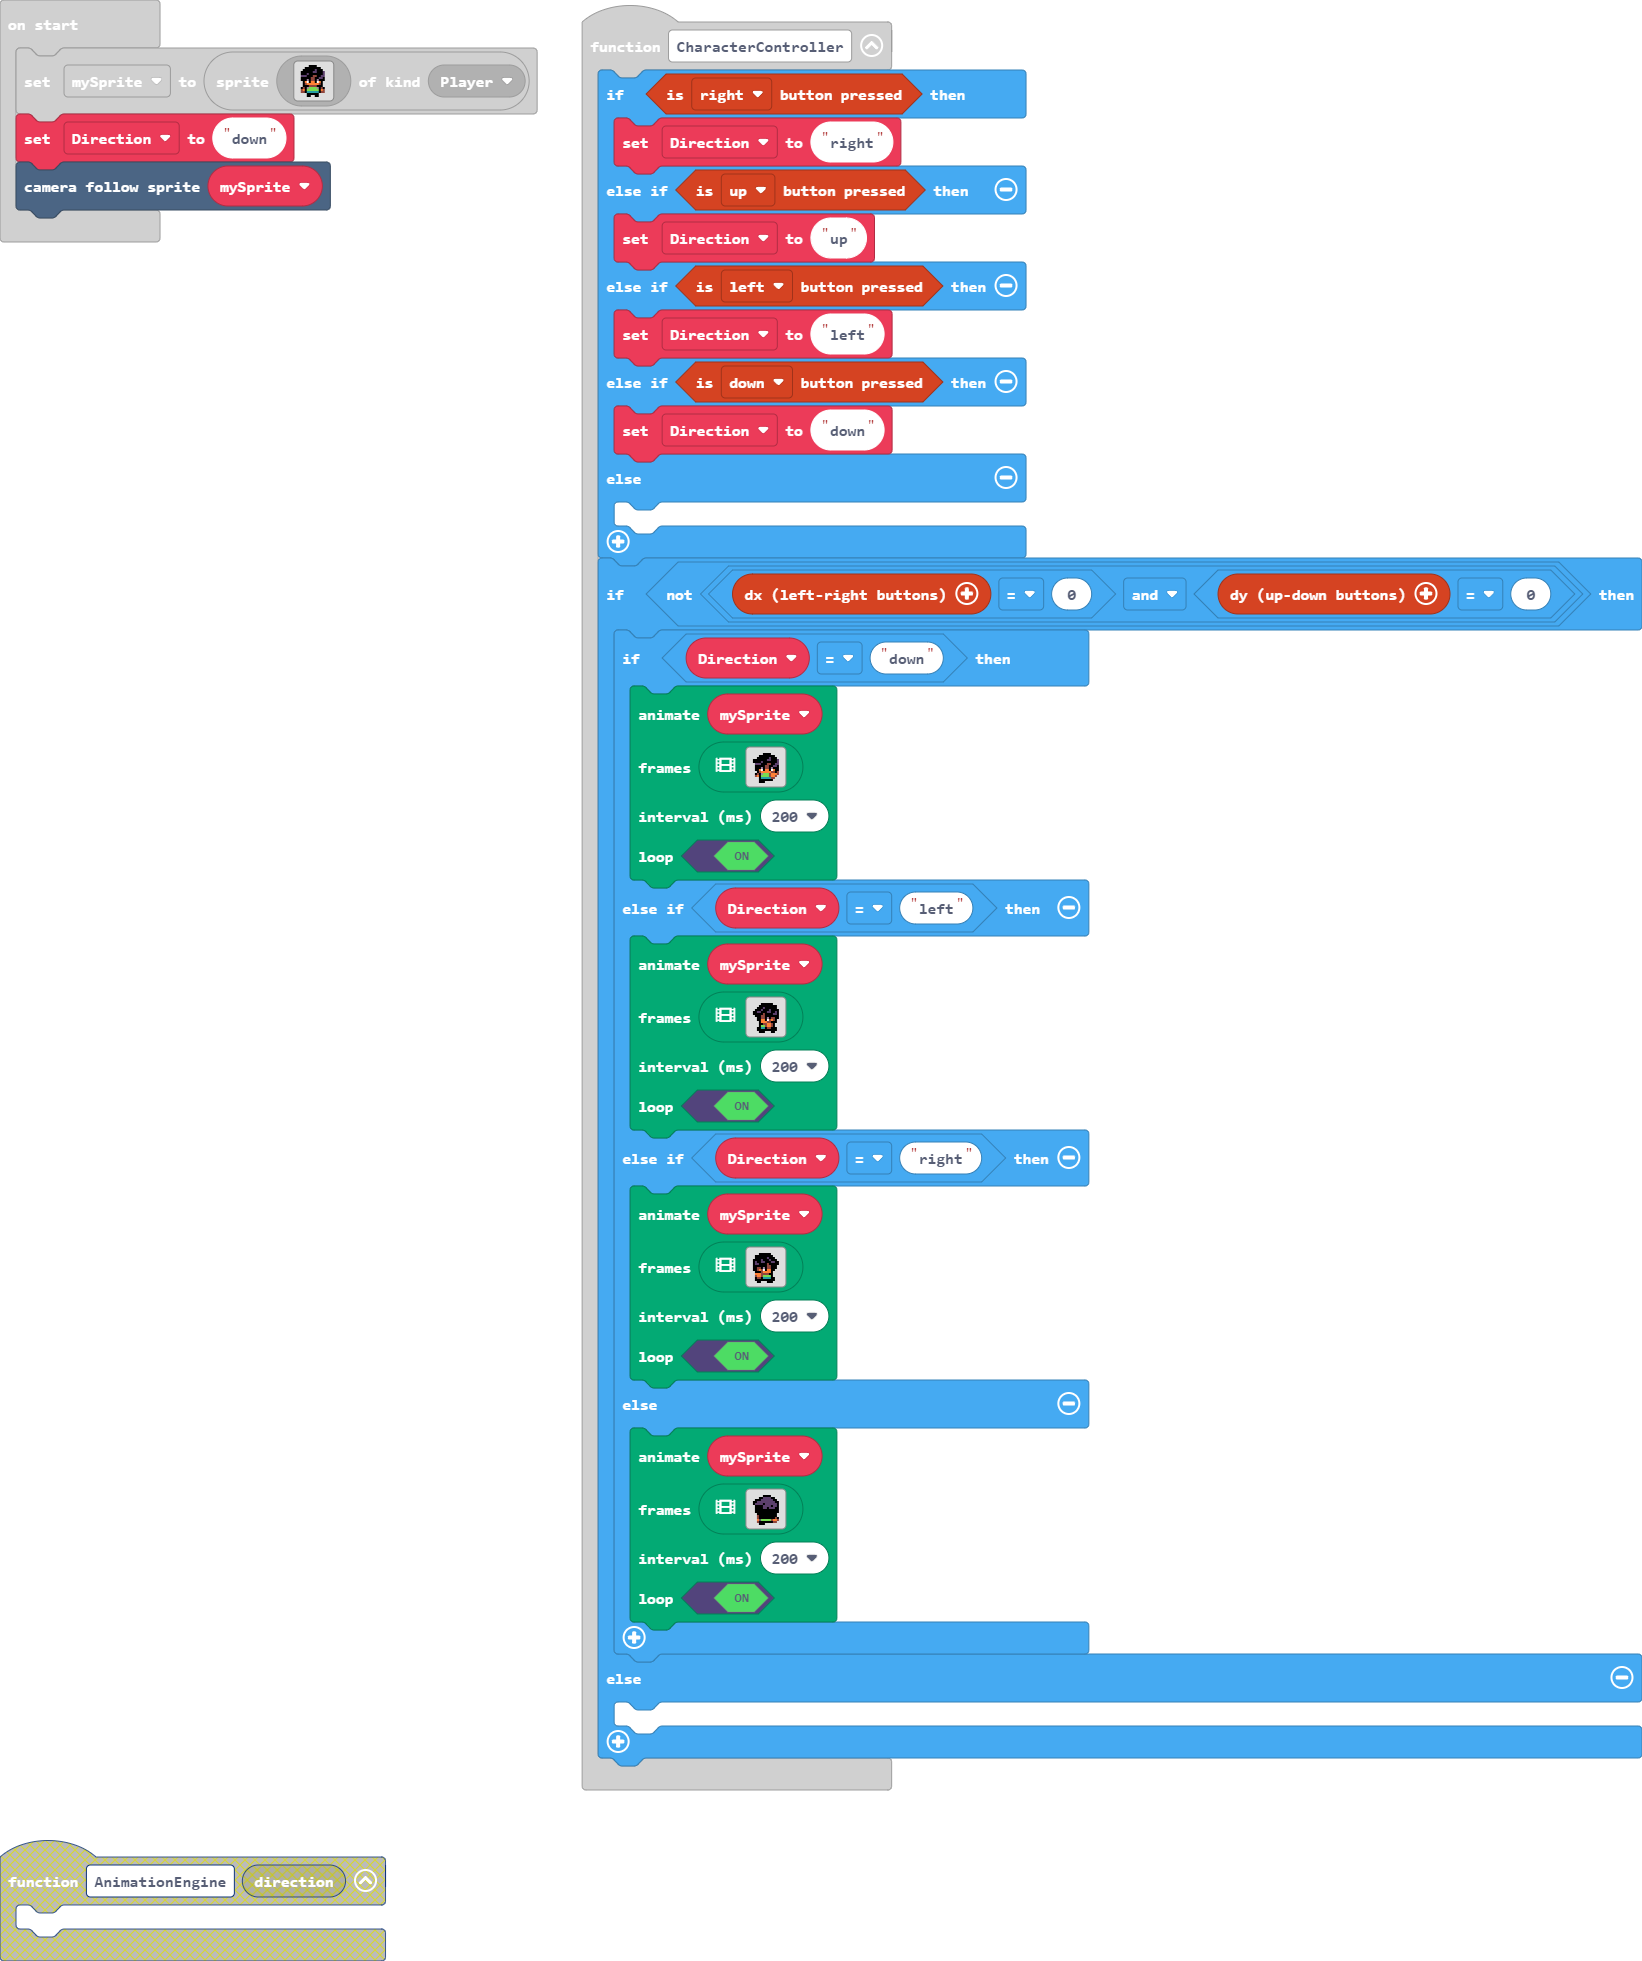 on start
set mySprite to sprite of kind Player
set Direction to "down"
camera follow sprite mySprite
function CharacterController
if is right button pressed then
set Direction to "right"
else if is up button pressed then
set Direction to "up"
else if is left button pressed then
set Direction to "left"
else if is down button pressed then
set Direction to "down"
else
if not dx (left-right buttons) = 0 and dy (up-down buttons) = 0 then
if Direction = "down" then
animate mySprite
frames
interval (ms) 200
loop ON
else if Direction = "left" then
animate mySprite
frames
interval (ms) 200
loop ON
else if Direction = "right" then
animate mySprite
frames
interval (ms) 200
loop ON
else
animate mySprite
frames
interval (ms) 200
loop ON
else
function AnimationEngine direction